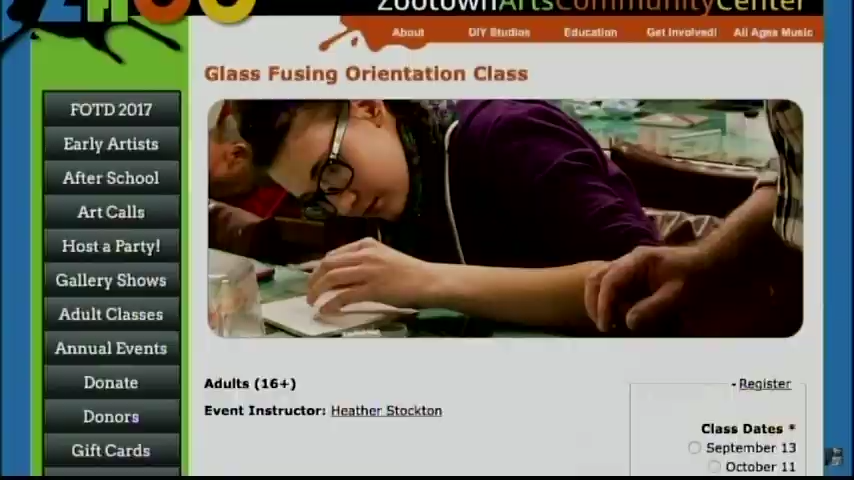 ZootownArtsCommunityCenter
About DIY Studios Education Get Involved! All Ages Music
Glass Fusing Orientation Class
FOTD 2017
Early Artists
After School
Art Calls
Host a Party!
Gallery Shows
Adult Classes
Annual Events
Donate
Donors
Gift Cards
Adults (16+)
Event Instructor: Heather Stockton
Register
Class Dates *
September 13
October 11